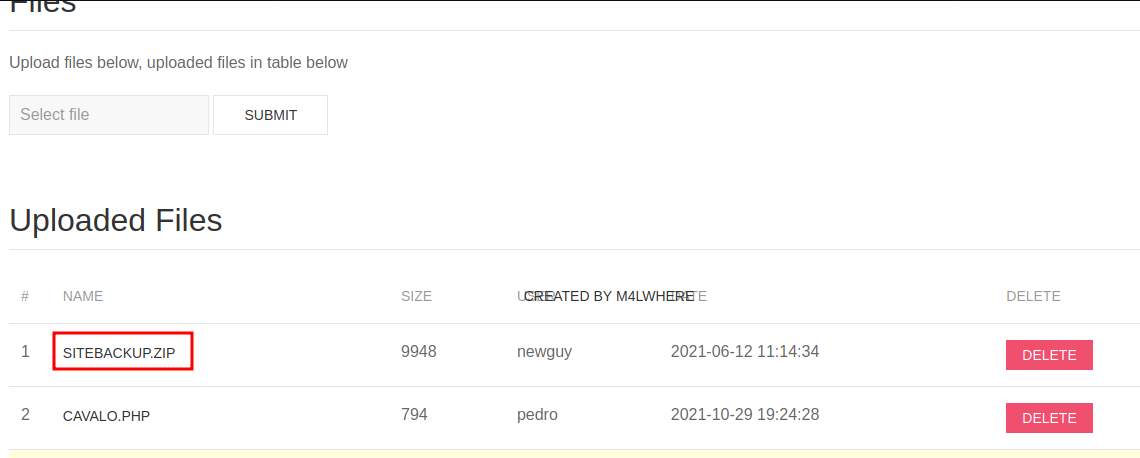 Files
Upload files below, uploaded files in table below
Select file SUBMIT
Uploaded Files
# NAME SIZE USER CREATED BY M4LWHERE DATE DELETE
1 SITEBACKUP.ZIP 9948 newguy 2021-06-12 11:14:34 DELETE
2 CAVALO.PHP 794 pedro 2021-10-29 19:24:28 DELETE